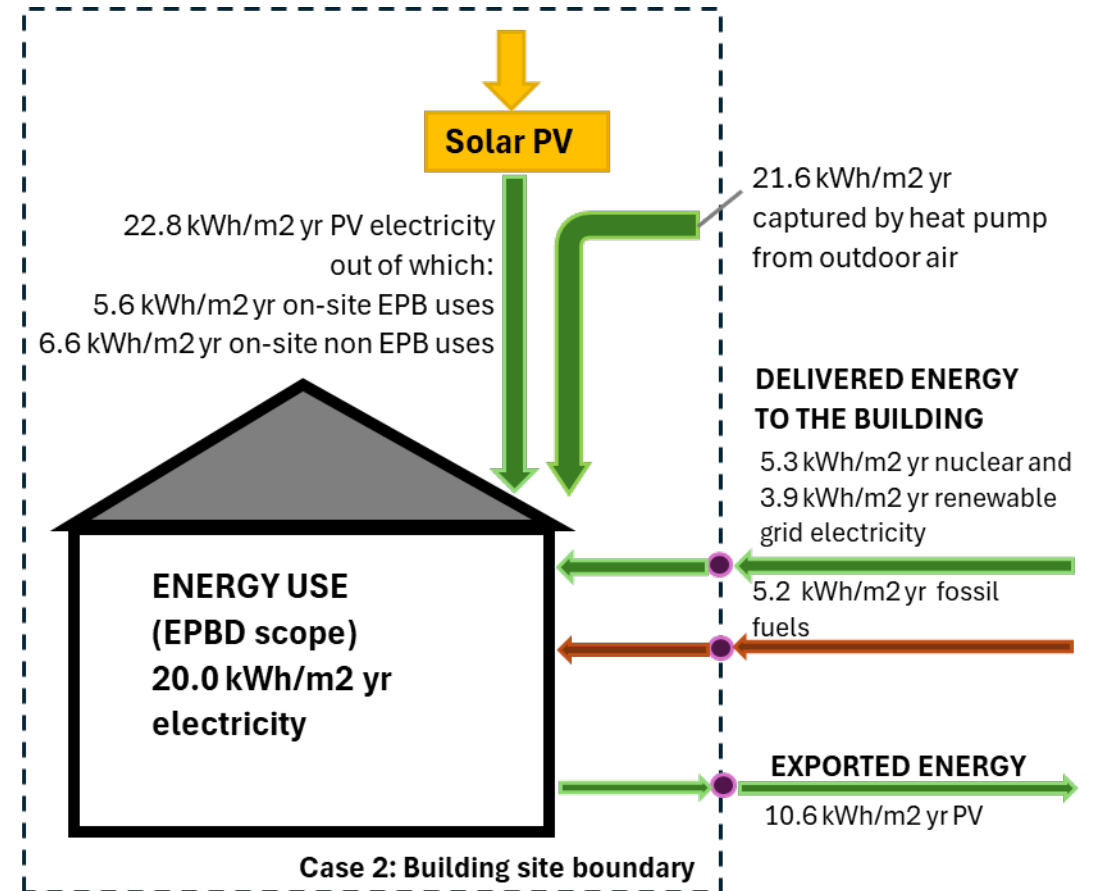 Solar PV
22.8 kWh/m2 yr PV electricity
out of which:
5.6 kWh/m2 yr on-site EPB uses
6.6 kWh/m2 yr on-site non EPB uses
21.6 kWh/m2 yr
captured by heat pump
from outdoor air
DELIVERED ENERGY
TO THE BUILDING
5.3 kWh/m2 yr nuclear and
3.9 kWh/m2 yr renewable
grid electricity
5.2 kWh/m2 yr fossil
fuels
ENERGY USE
(EPBD scope)
20.0 kWh/m2 yr
electricity
EXPORTED ENERGY
10.6 kWh/m2 yr PV
Case 2: Building site boundary